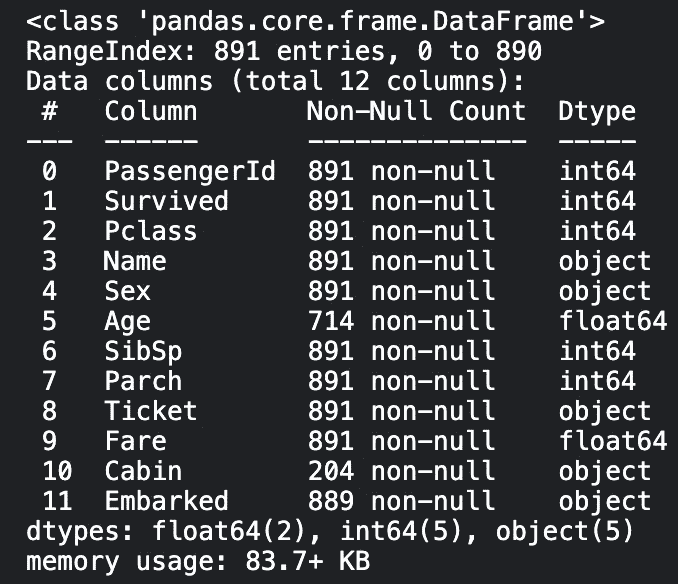 <class 'pandas.core.frame.DataFrame'>
RangeIndex: 891 entries, 0 to 890
Data columns (total 12 columns):
 #   Column       Non-Null Count  Dtype
---  ------       --------------  -----
 0   PassengerId  891 non-null    int64
 1   Survived     891 non-null    int64
 2   Pclass       891 non-null    int64
 3   Name         891 non-null    object
 4   Sex          891 non-null    object
 5   Age          714 non-null    float64
 6   SibSp        891 non-null    int64
 7   Parch        891 non-null    int64
 8   Ticket       891 non-null    object
 9   Fare         891 non-null    float64
 10  Cabin        204 non-null    object
 11  Embarked     889 non-null    object
dtypes: float64(2), int64(5), object(5)
memory usage: 83.7+ KB